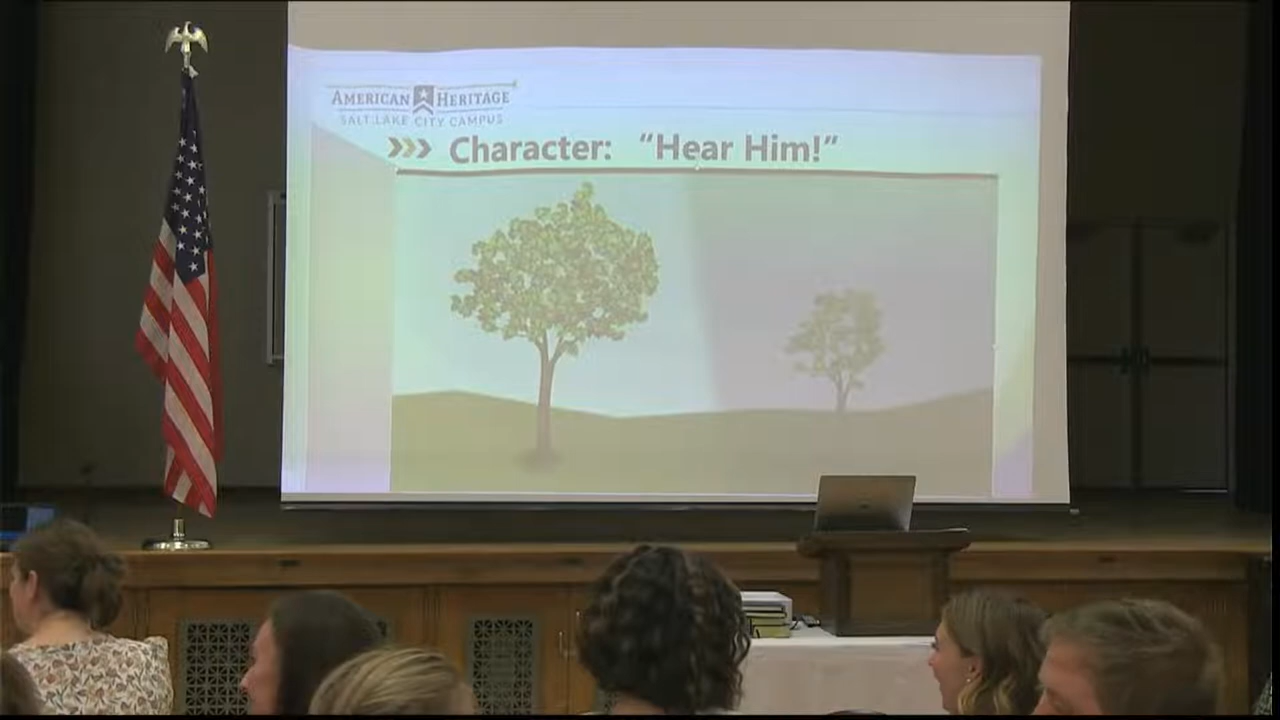 AMERICAN HERITAGE
SALT LAKE CITY CAMPUS
Character: “Hear Him!”